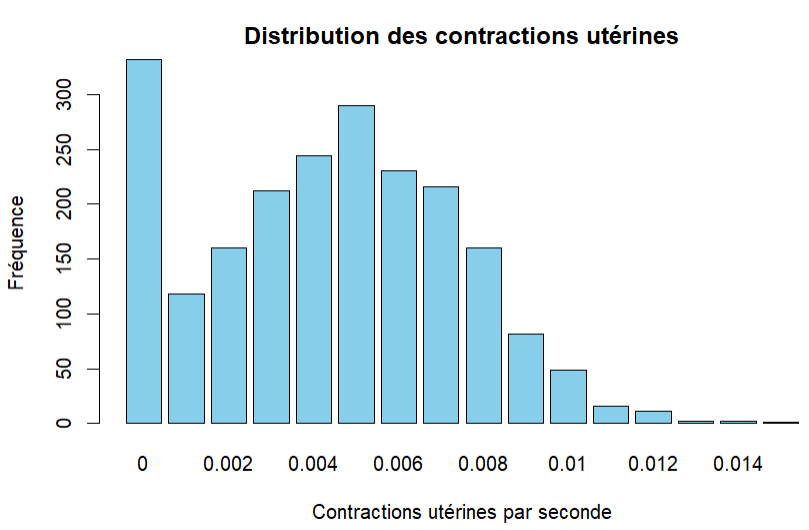 Distribution des contractions utérines
Fréquence
300
250
200
150
100
50
0
0 0.002 0.004 0.006 0.008 0.01 0.012 0.014
Contractions utérines par seconde